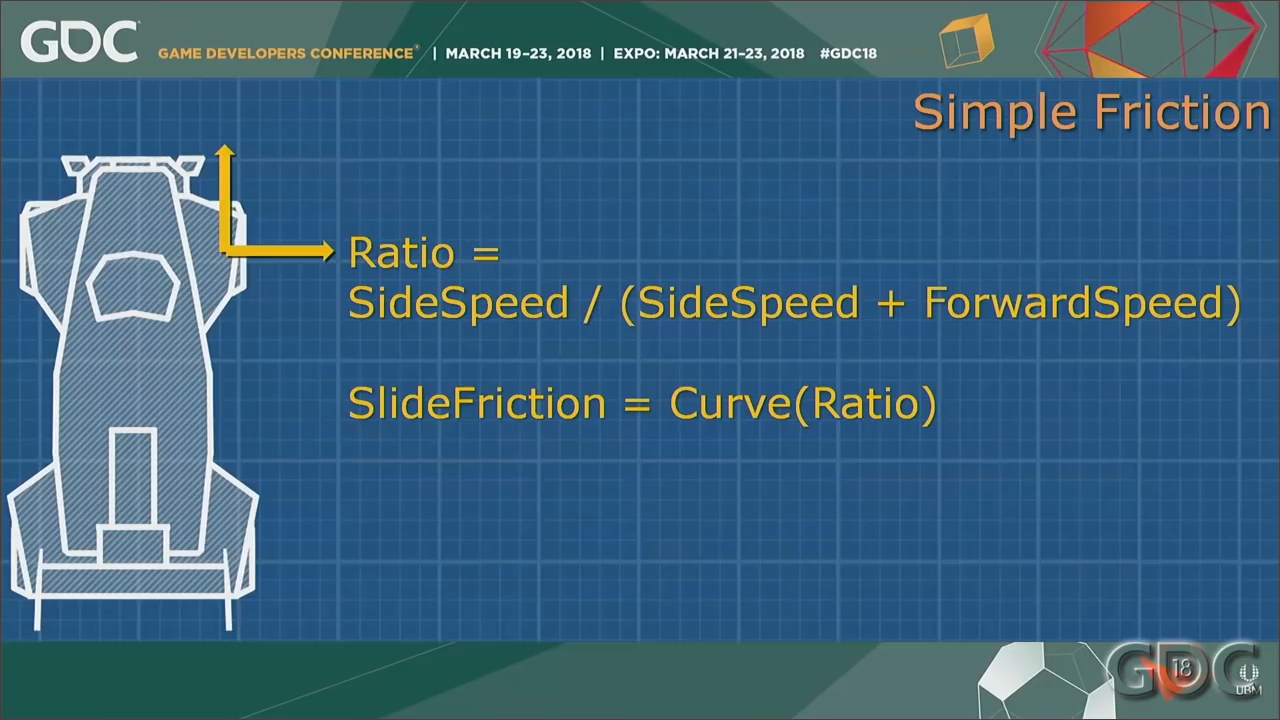 GDC
GAME DEVELOPERS CONFERENCE® | MARCH 19–23, 2018 | EXPO: MARCH 21–23, 2018 #GDC18
Simple Friction
Ratio =
SideSpeed / (SideSpeed + ForwardSpeed)
SlideFriction = Curve(Ratio)
GDC
18
UBM